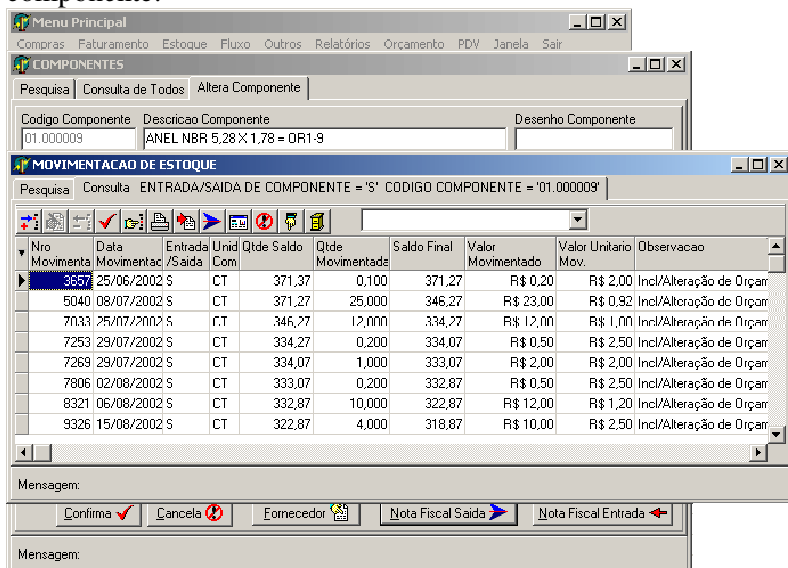 componente.
Menu Principal
Compras Faturamento Estoque Fluxo Outros Relatórios Orçamento PDV Janela Sair
COMPONENTES
Pesquisa Consulta de Todos Altera Componente
Codigo Componente Descricao Componente Desenho Componente
01.000009 ANEL NBR 5,28 X 1,78 = OR1-9
MOVIMENTACAO DE ESTOQUE
Pesquisa Consulta ENTRADA/SAIDA DE COMPONENTE = 'S' CODIGO COMPONENTE = '01.000009'
Nro Data Entrada Unid Qtde Saldo Qtde Saldo Final Valor Valor Unitario Observacao
Movimenta Movimentac /Saida Com Movimentada Movimentado Mov.
3657 25/06/2002 S CT 371,37 0,100 371,27 R$ 0,20 R$ 2,00 Incl/Alteração de Orçam
5040 08/07/2002 S CT 371,27 25,000 346,27 R$ 23,00 R$ 0,92 Incl/Alteração de Orçam
7033 25/07/2002 S CT 346,27 12,000 334,27 R$ 12,00 R$ 1,00 Incl/Alteração de Orçam
7253 29/07/2002 S CT 334,27 0,200 334,07 R$ 0,50 R$ 2,50 Incl/Alteração de Orçam
7269 29/07/2002 S CT 334,07 1,000 333,07 R$ 2,00 R$ 2,00 Incl/Alteração de Orçam
7806 02/08/2002 S CT 333,07 0,200 332,87 R$ 0,50 R$ 2,50 Incl/Alteração de Orçam
8321 06/08/2002 S CT 332,87 10,000 322,87 R$ 12,00 R$ 1,20 Incl/Alteração de Orçam
9326 15/08/2002 S CT 322,87 4,000 318,87 R$ 10,00 R$ 2,50 Incl/Alteração de Orçam
Mensagem:
Confirma Cancela Fornecedor Nota Fiscal Saida Nota Fiscal Entrada
Mensagem: